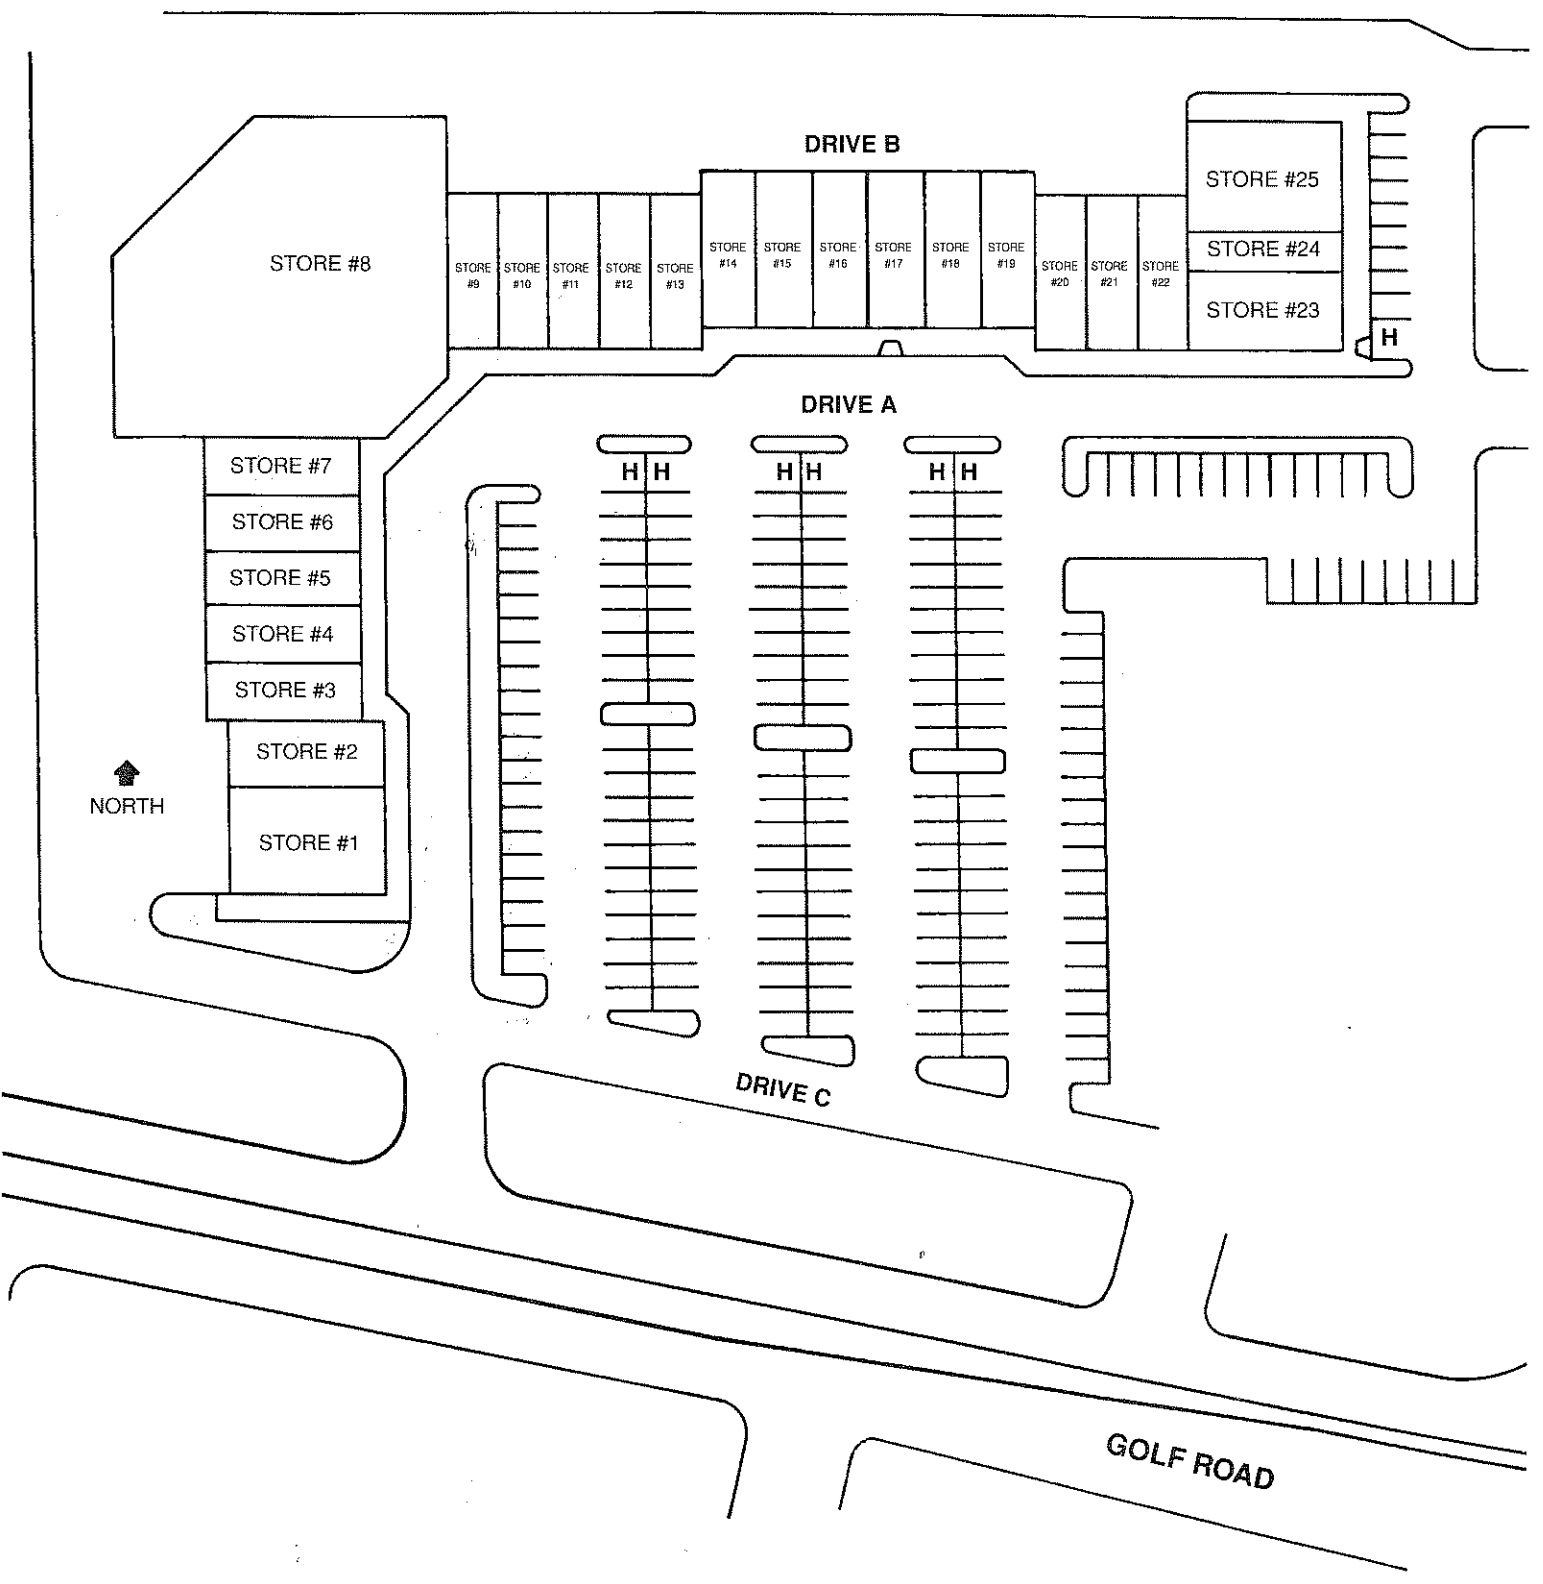 DRIVE B
STORE #25
STORE #24
STORE #23
H
STORE #8
STORE
#9
STORE
#10
STORE
#11
STORE
#12
STORE
#13
STORE
#14
STORE
#15
STORE
#16
STORE
#17
STORE
#18
STORE
#19
STORE
#20
STORE
#21
STORE
#22
DRIVE A
H H
H H
H H
STORE #7
STORE #6
STORE #5
STORE #4
STORE #3
STORE #2
STORE #1
NORTH
DRIVE C
GOLF ROAD